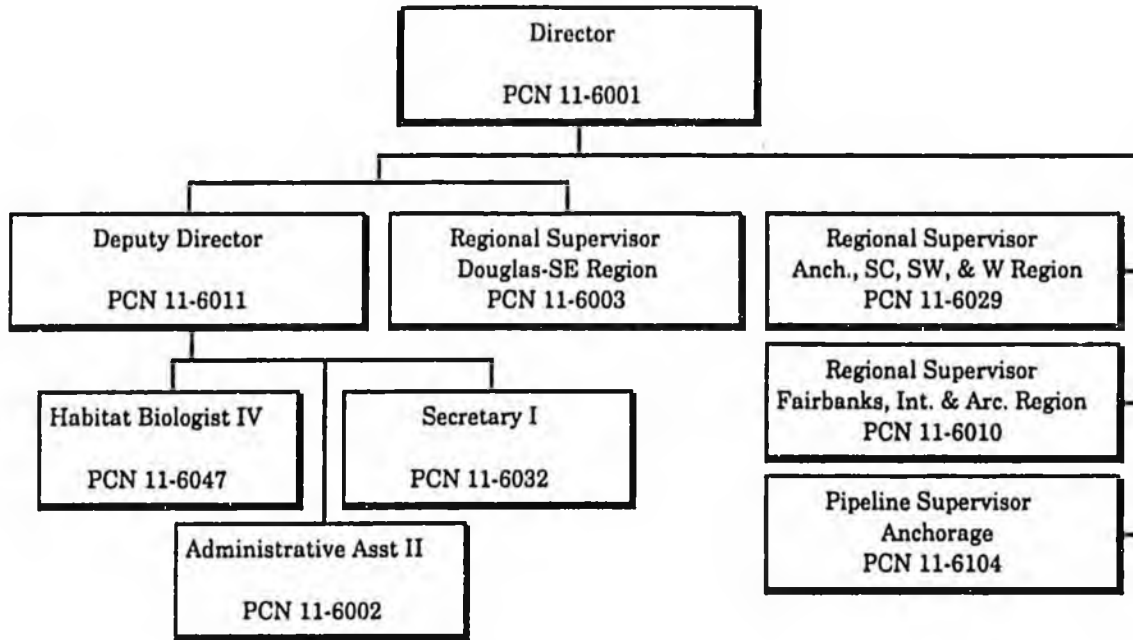 Director
PCN 11-6001
Deputy Director
PCN 11-6011
Regional Supervisor
Douglas-SE Region
PCN 11-6003
Regional Supervisor
Anch., SC, SW, & W Region
PCN 11-6029
Habitat Biologist IV
PCN 11-6047
Secretary I
PCN 11-6032
Regional Supervisor
Fairbanks, Int. & Arc. Region
PCN 11-6010
Administrative Asst II
PCN 11-6002
Pipeline Supervisor
Anchorage
PCN 11-6104